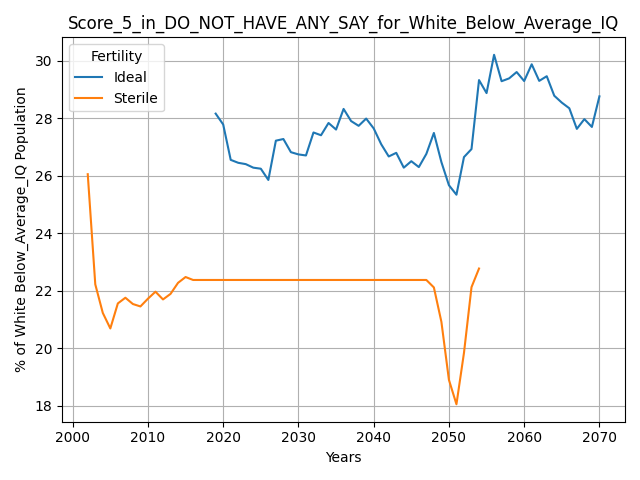 Score_5_in_DO_NOT_HAVE_ANY_SAY_for_White_Below_Average_IQ
Fertility
Ideal
Sterile
% of White Below_Average_IQ Population
30
28
26
24
22
20
18
2000 2010 2020 2030 2040 2050 2060 2070
Years